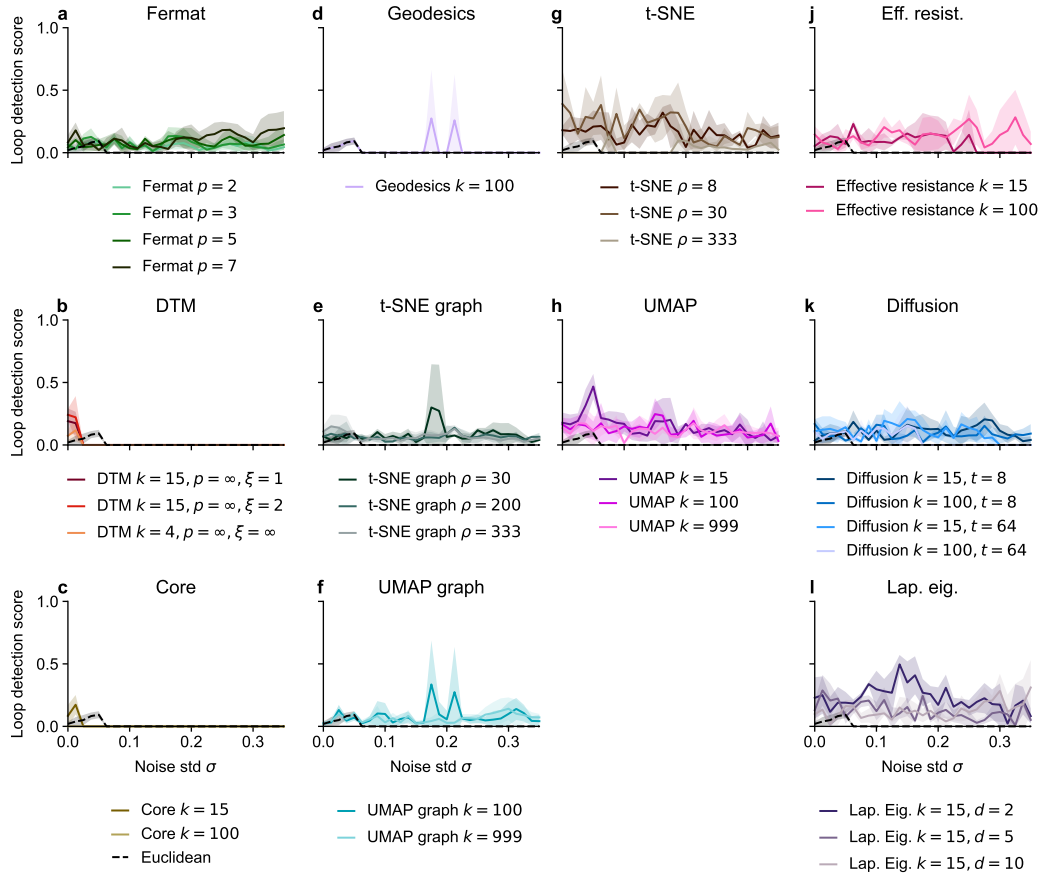 a Fermat
d Geodesics
g t-SNE
j Eff. resist.
Loop detection score
1.0
0.5
0.0
Fermat p = 2
Fermat p = 3
Fermat p = 5
Fermat p = 7
Geodesics k = 100
t-SNE ρ = 8
t-SNE ρ = 30
t-SNE ρ = 333
Effective resistance k = 15
Effective resistance k = 100
b DTM
e t-SNE graph
h UMAP
k Diffusion
Loop detection score
1.0
0.5
0.0
DTM k = 15, p = ∞, ξ = 1
DTM k = 15, p = ∞, ξ = 2
DTM k = 4, p = ∞, ξ = ∞
t-SNE graph ρ = 30
t-SNE graph ρ = 200
t-SNE graph ρ = 333
UMAP k = 15
UMAP k = 100
UMAP k = 999
Diffusion k = 15, t = 8
Diffusion k = 100, t = 8
Diffusion k = 15, t = 64
Diffusion k = 100, t = 64
c Core
f UMAP graph
l Lap. eig.
Loop detection score
1.0
0.5
0.0
0.0 0.1 0.2 0.3
Noise std σ
0.0 0.1 0.2 0.3
Noise std σ
0.0 0.1 0.2 0.3
Noise std σ
Core k = 15
Core k = 100
Euclidean
UMAP graph k = 100
UMAP graph k = 999
Lap. Eig. k = 15, d = 2
Lap. Eig. k = 15, d = 5
Lap. Eig. k = 15, d = 10